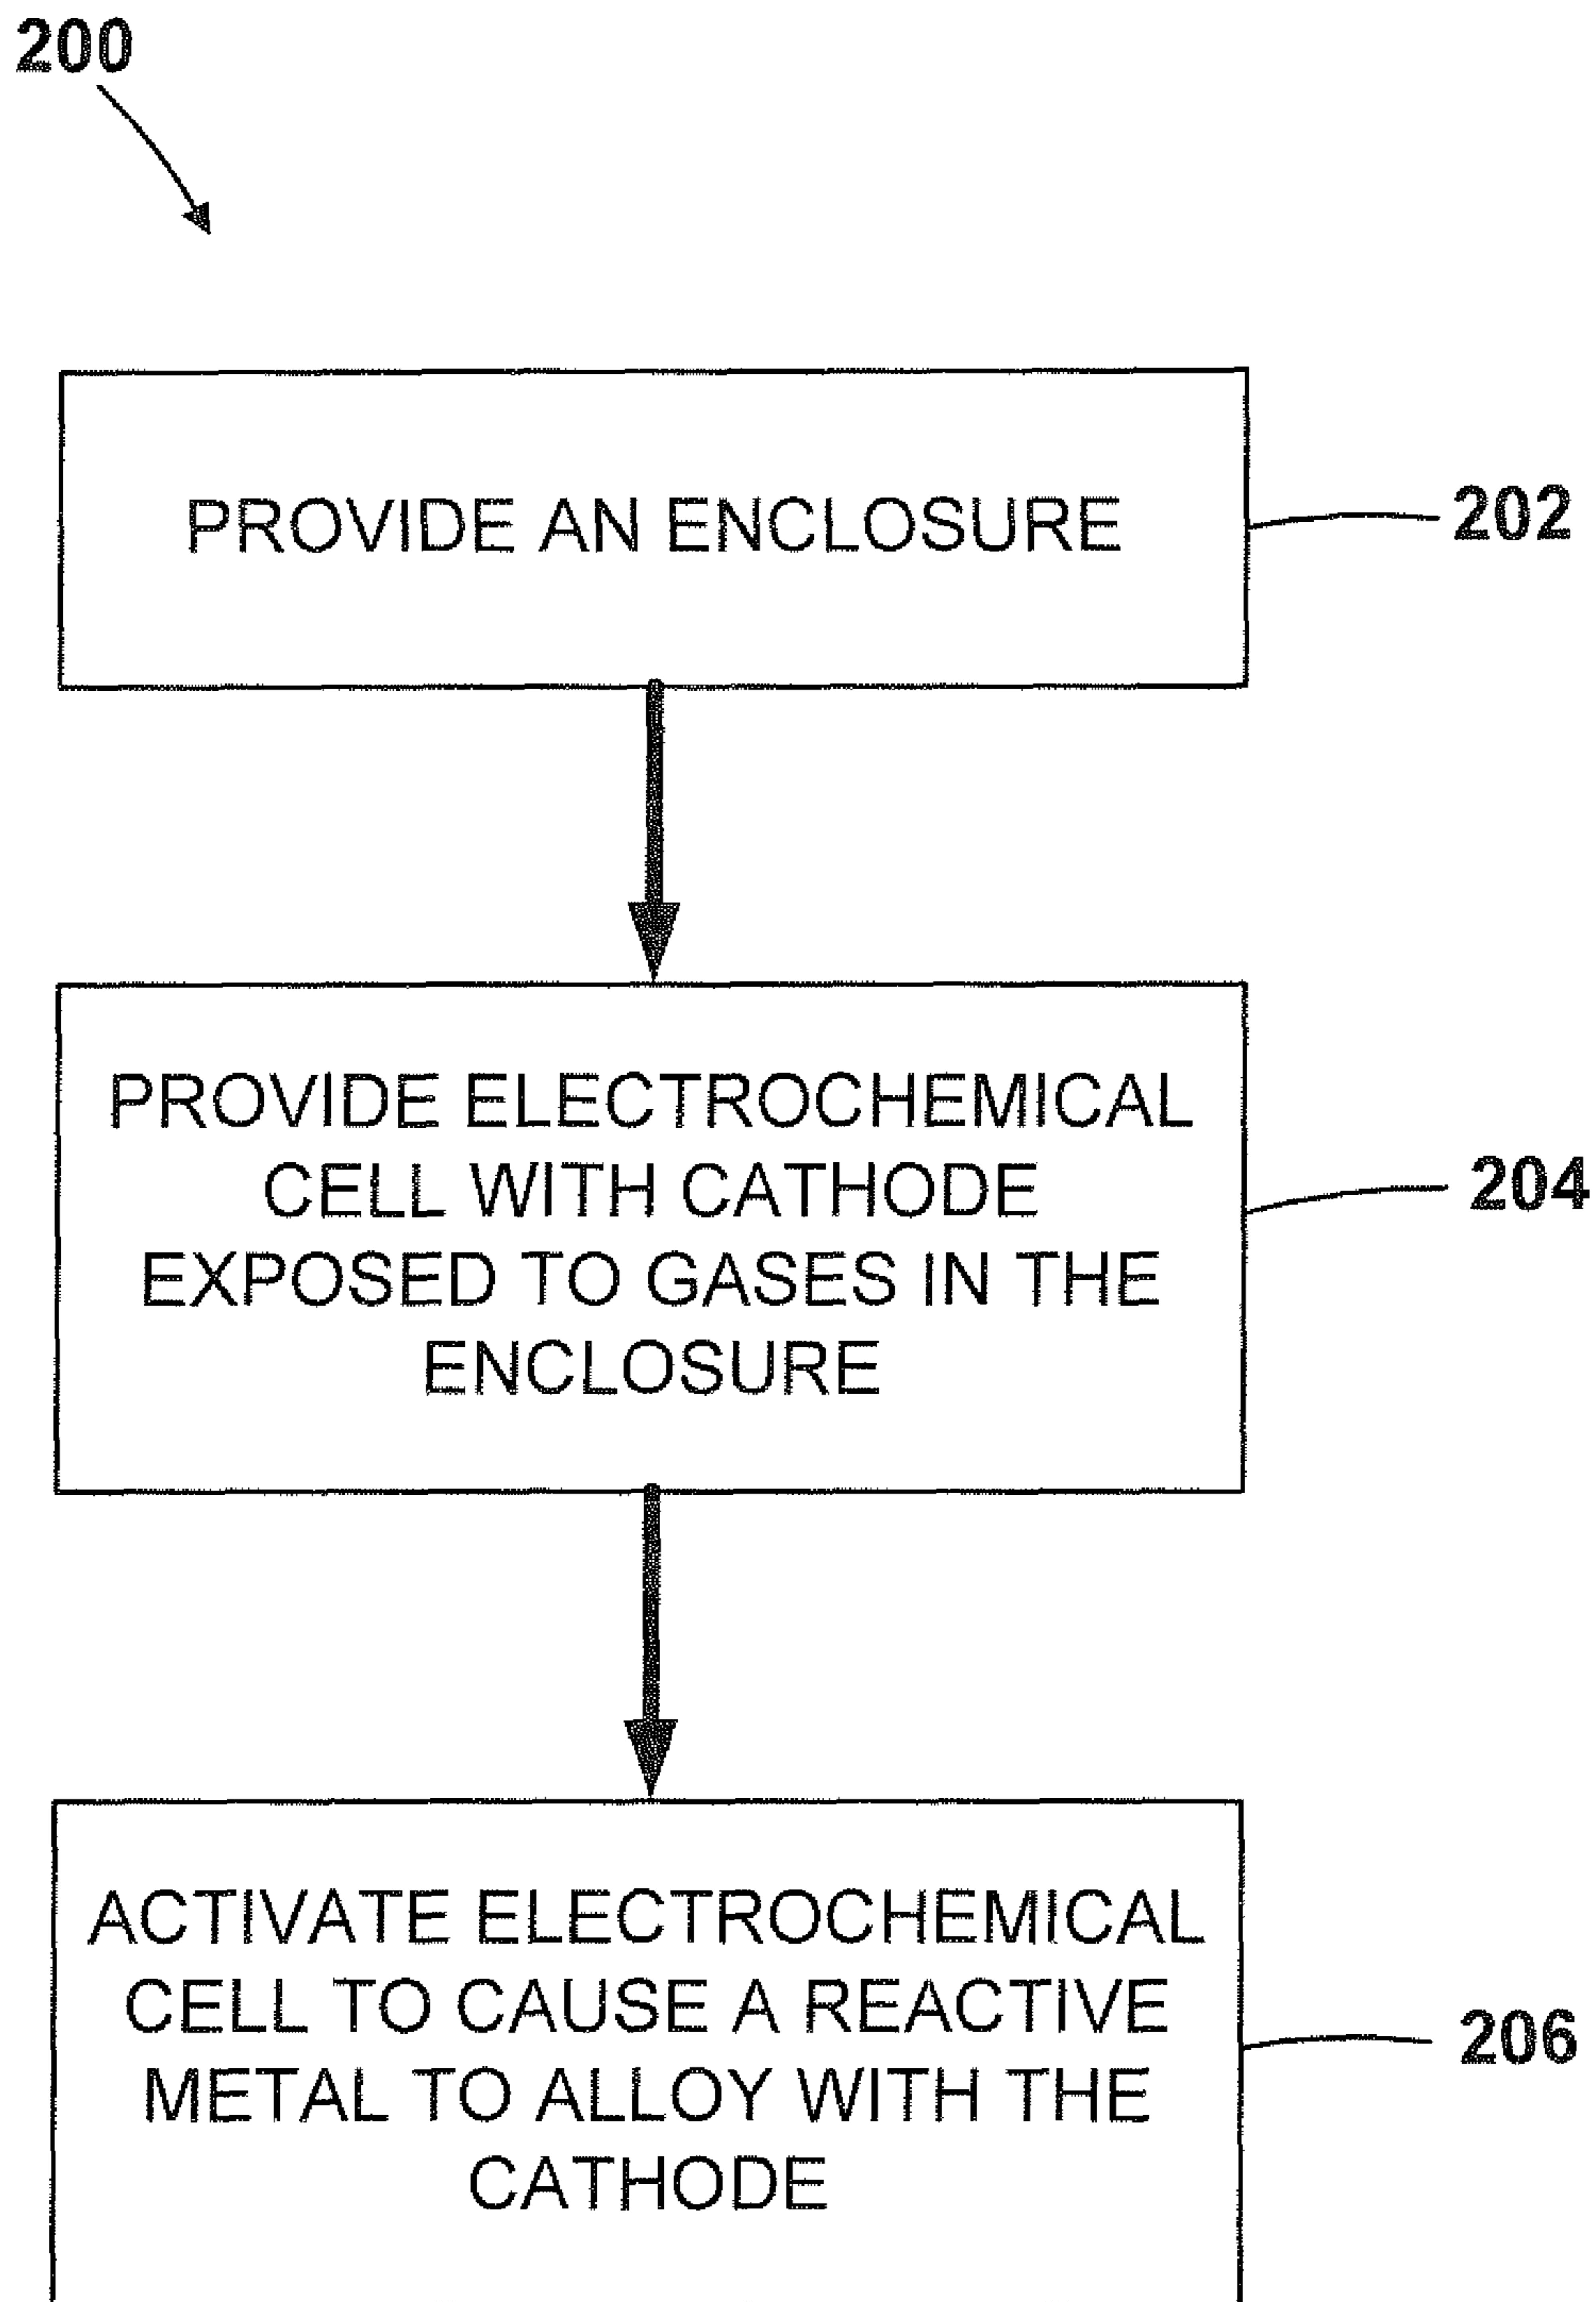 200
PROVIDE AN ENCLOSURE
202
PROVIDE ELECTROCHEMICAL
CELL WITH CATHODE
EXPOSED TO GASES IN THE
ENCLOSURE
204
ACTIVATE ELECTROCHEMICAL
CELL TO CAUSE A REACTIVE
METAL TO ALLOY WITH THE
CATHODE
206